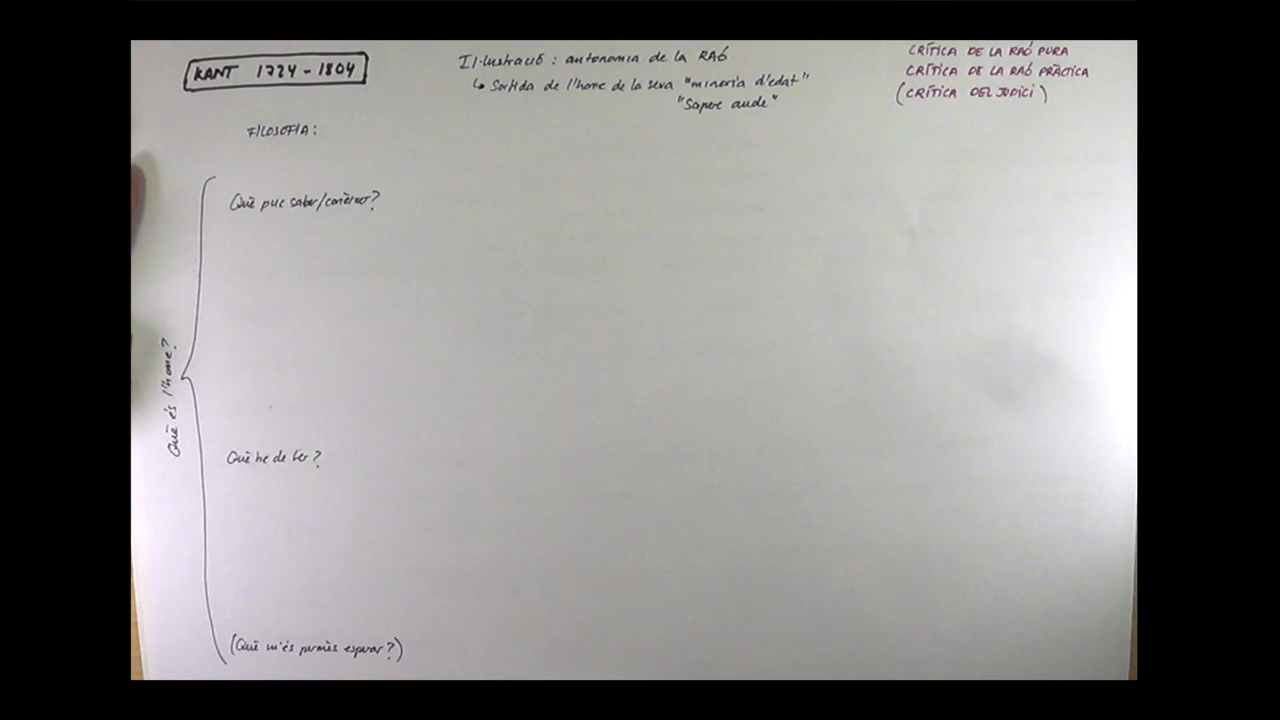 KANT 1724-1804
Il·lustració: autonomia de la RAÓ
↳ Sortida de l'home de la seva "minoria d'edat"
"Sapere aude"
CRÍTICA DE LA RAÓ PURA
CRÍTICA DE LA RAÓ PRÀCTICA
(CRÍTICA DEL JUDICI)
FILOSOFIA:
Què és l'home?
Què puc saber/conèixer?
Què he de fer?
(Què m'és permès esperar?)